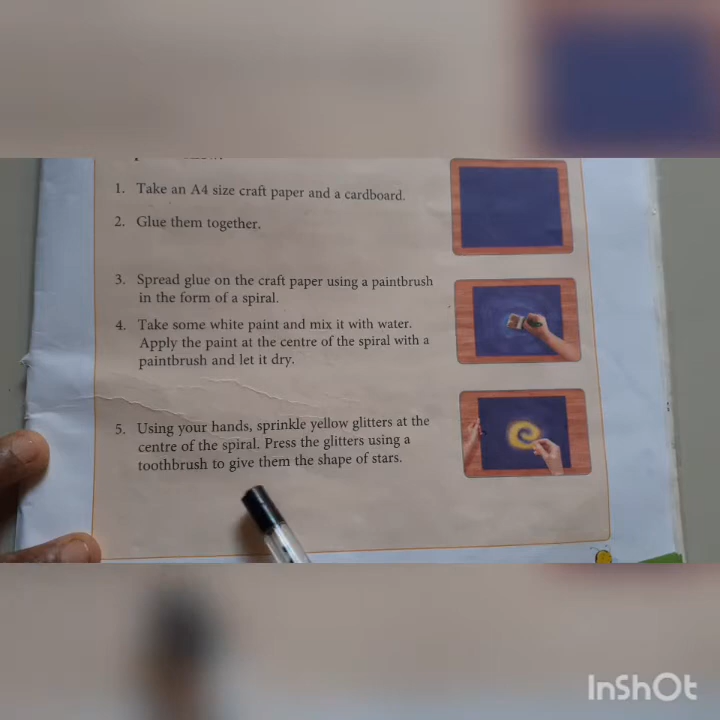 1. Take an A4 size craft paper and a cardboard.
2. Glue them together.
3. Spread glue on the craft paper using a paintbrush
in the form of a spiral.
4. Take some white paint and mix it with water.
Apply the paint at the centre of the spiral with a
paintbrush and let it dry.
5. Using your hands, sprinkle yellow glitters at the
centre of the spiral. Press the glitters using a
toothbrush to give them the shape of stars.
InShOt